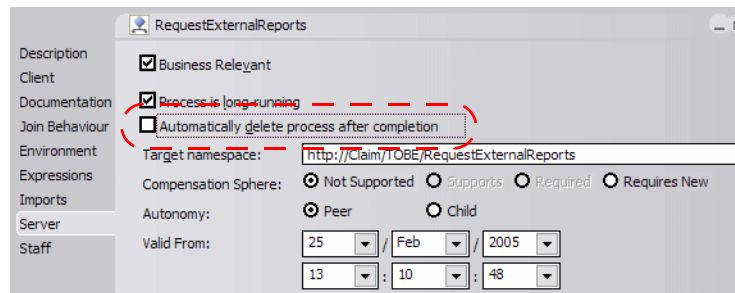 RequestExternalReports
Description
Client
Documentation
Join Behaviour
Environment
Expressions
Imports
Server
Staff
Business Relevant
Process is long-running
Automatically delete process after completion
Target namespace: http://Claim/TOBE/RequestExternalReports
Compensation Sphere: Not Supported Supports Required Requires New
Autonomy: Peer Child
Valid From: 25 / Feb / 2005
13 : 10 : 48